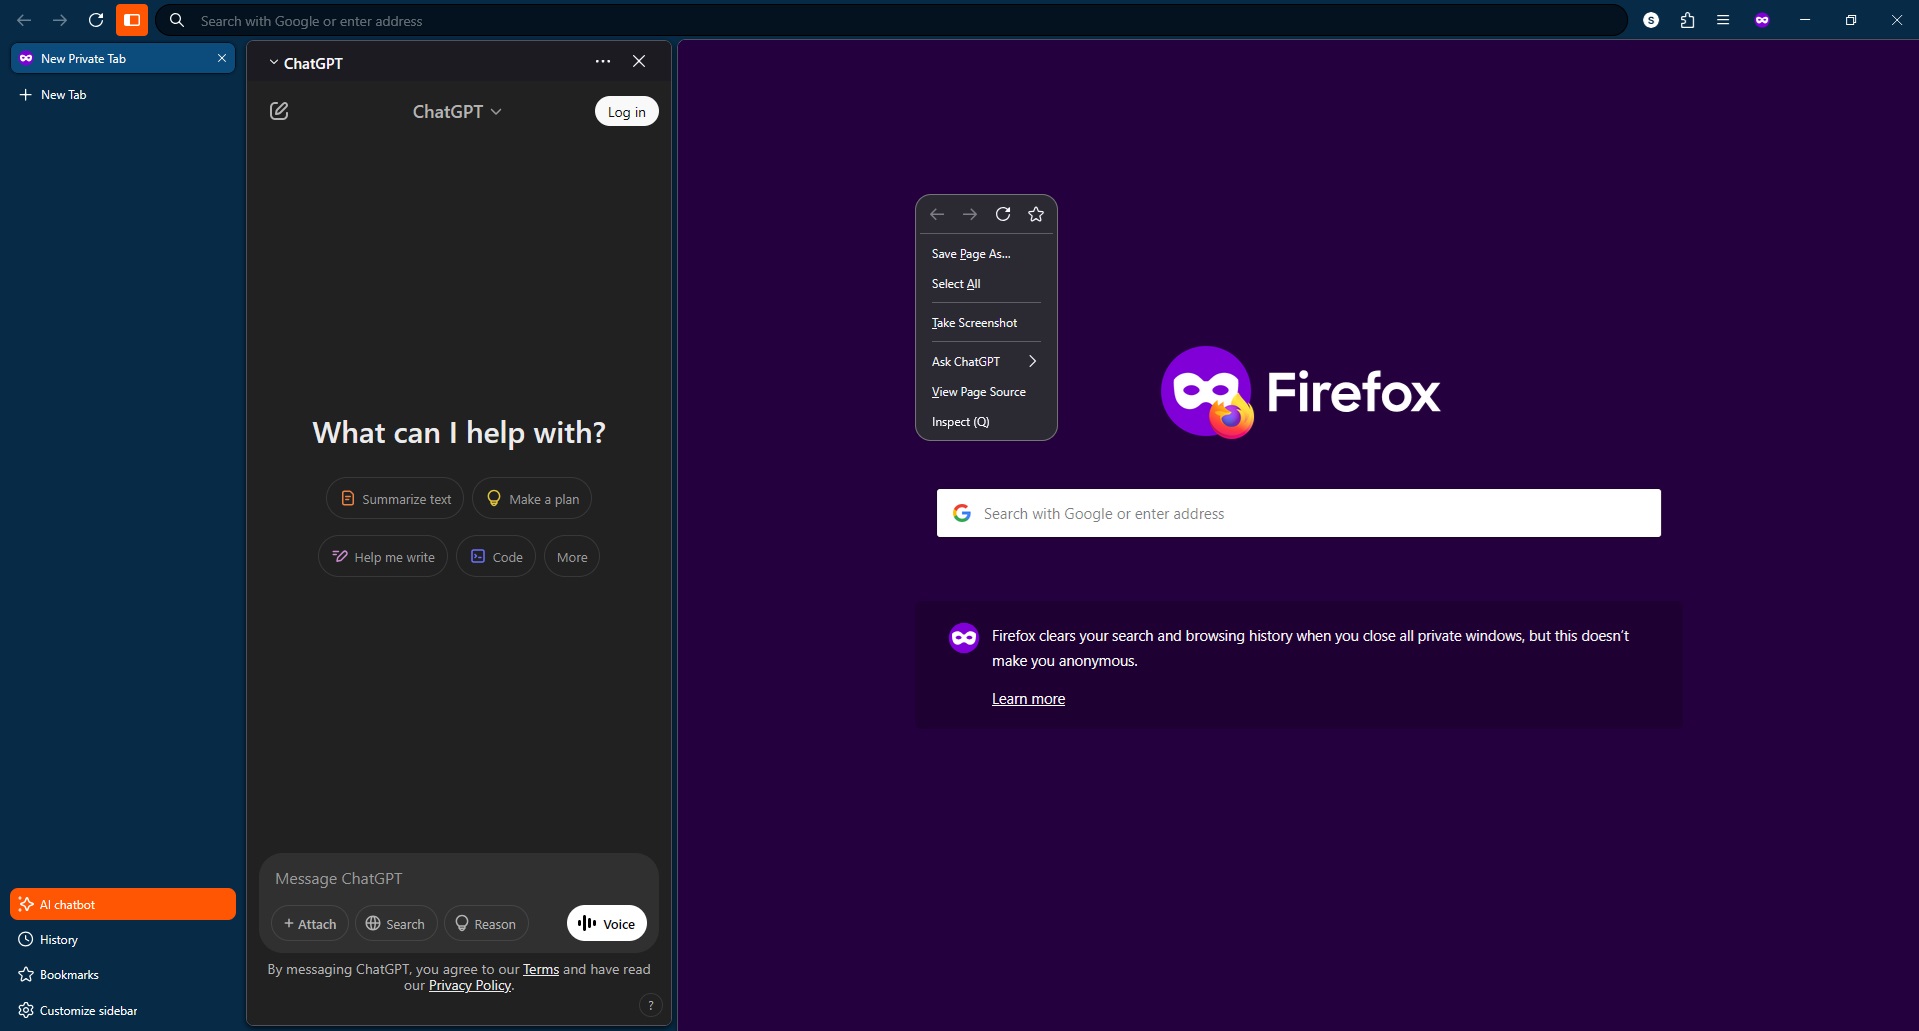 Search with Google or enter address
S
New Private Tab
New Tab
ChatGPT
ChatGPT
Log in
What can I help with?
Summarize text
Make a plan
Help me write
Code
More
Message ChatGPT
+ Attach
Search
Reason
Voice
By messaging ChatGPT, you agree to our Terms and have read
our Privacy Policy.
?
AI chatbot
History
Bookmarks
Customize sidebar
Save Page As...
Select All
Take Screenshot
Ask ChatGPT
View Page Source
Inspect (Q)
Firefox
Search with Google or enter address
Firefox clears your search and browsing history when you close all private windows, but this doesn’t
make you anonymous.
Learn more